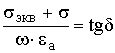 σэкв + σ
ω· εa
= tgδ